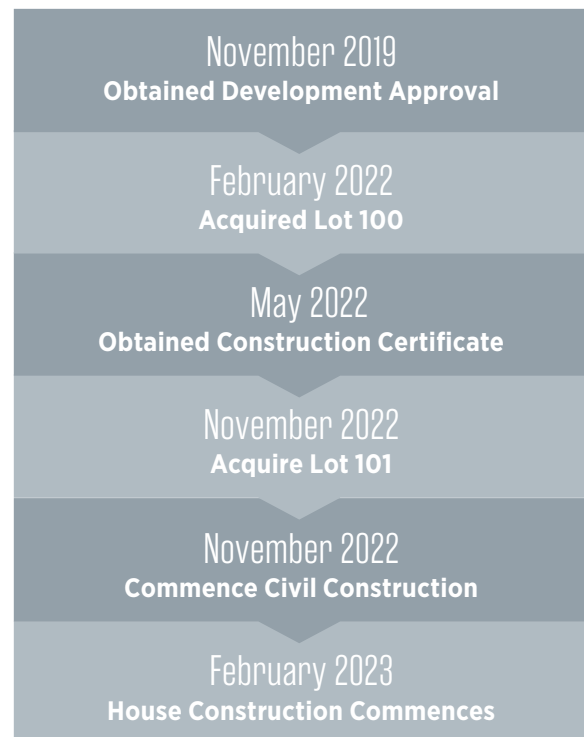 November 2019
Obtained Development Approval
February 2022
Acquired Lot 100
May 2022
Obtained Construction Certificate
November 2022
Acquire Lot 101
November 2022
Commence Civil Construction
February 2023
House Construction Commences